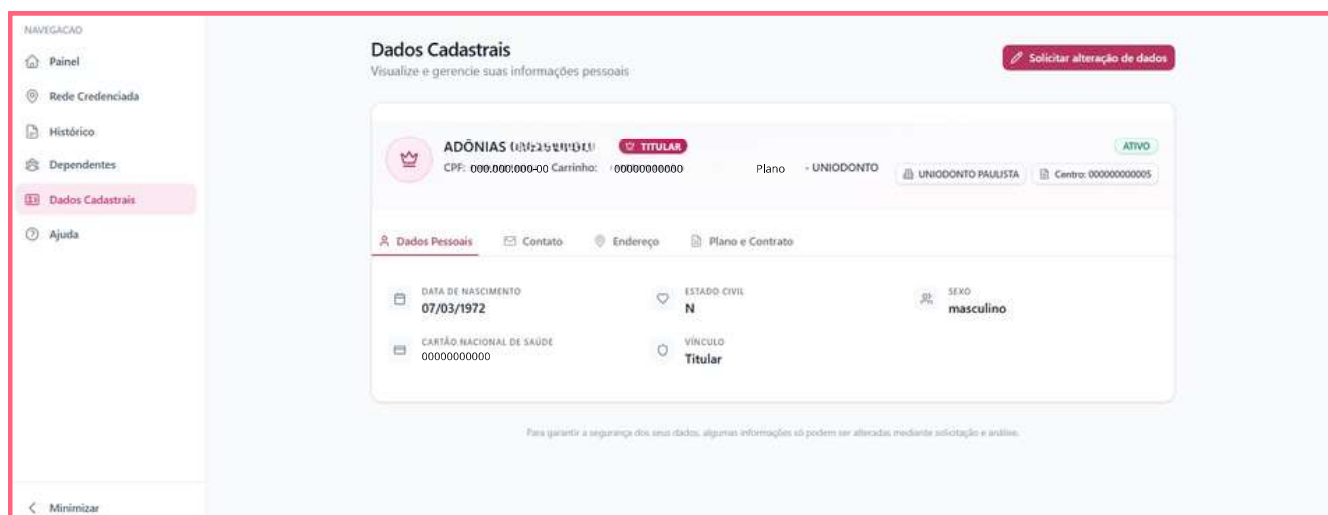 NAVEGACAO
Painel
Rede Credenciada
Histórico
Dependentes
Dados Cadastrais
Ajuda
Minimizar
Dados Cadastrais
Visualize e gerencie suas informações pessoais
Solicitar alteração de dados
ADÔNIAS
TITULAR
ATIVO
CPF: 000.000.000-00 Carrinho: 00000000000 Plano - UNIODONTO
UNIODONTO PAULISTA
Centro: 000000000005
Dados Pessoais
Contato
Endereço
Plano e Contrato
DATA DE NASCIMENTO
07/03/1972
ESTADO CIVIL
N
SEXO
masculino
CARTÃO NACIONAL DE SAÚDE
00000000000
VÍNCULO
Titular
Para garantir a segurança dos seus dados, algumas informações só podem ser alteradas mediante solicitação e análise.